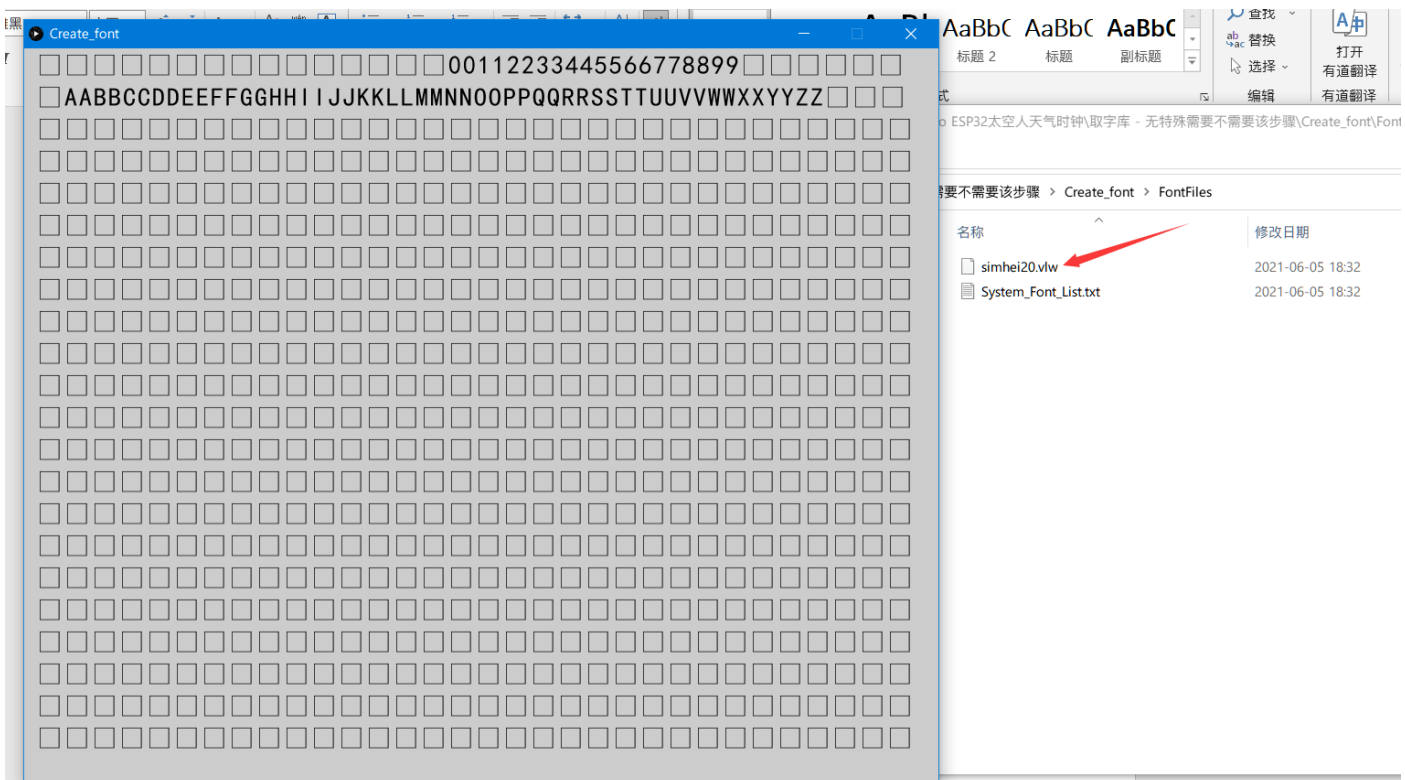 Create_font
00112233445566778899
AABBCCDDEEFFGGHHIIJJKKLLMMNNOOPPQQRRSSTTUUVVWWXXYYZZ
AaBbC AaBbC AaBbC
标题 2 标题 副标题
查找
替换
选择
编辑
打开
有道翻译
有道翻译
ESP32太空人天气时钟\取字库 - 无特殊需要不需要该步骤\Create_font\Font
要不需要该步骤 > Create_font > FontFiles
名称 修改日期
simhei20.vlw 2021-06-05 18:32
System_Font_List.txt 2021-06-05 18:32